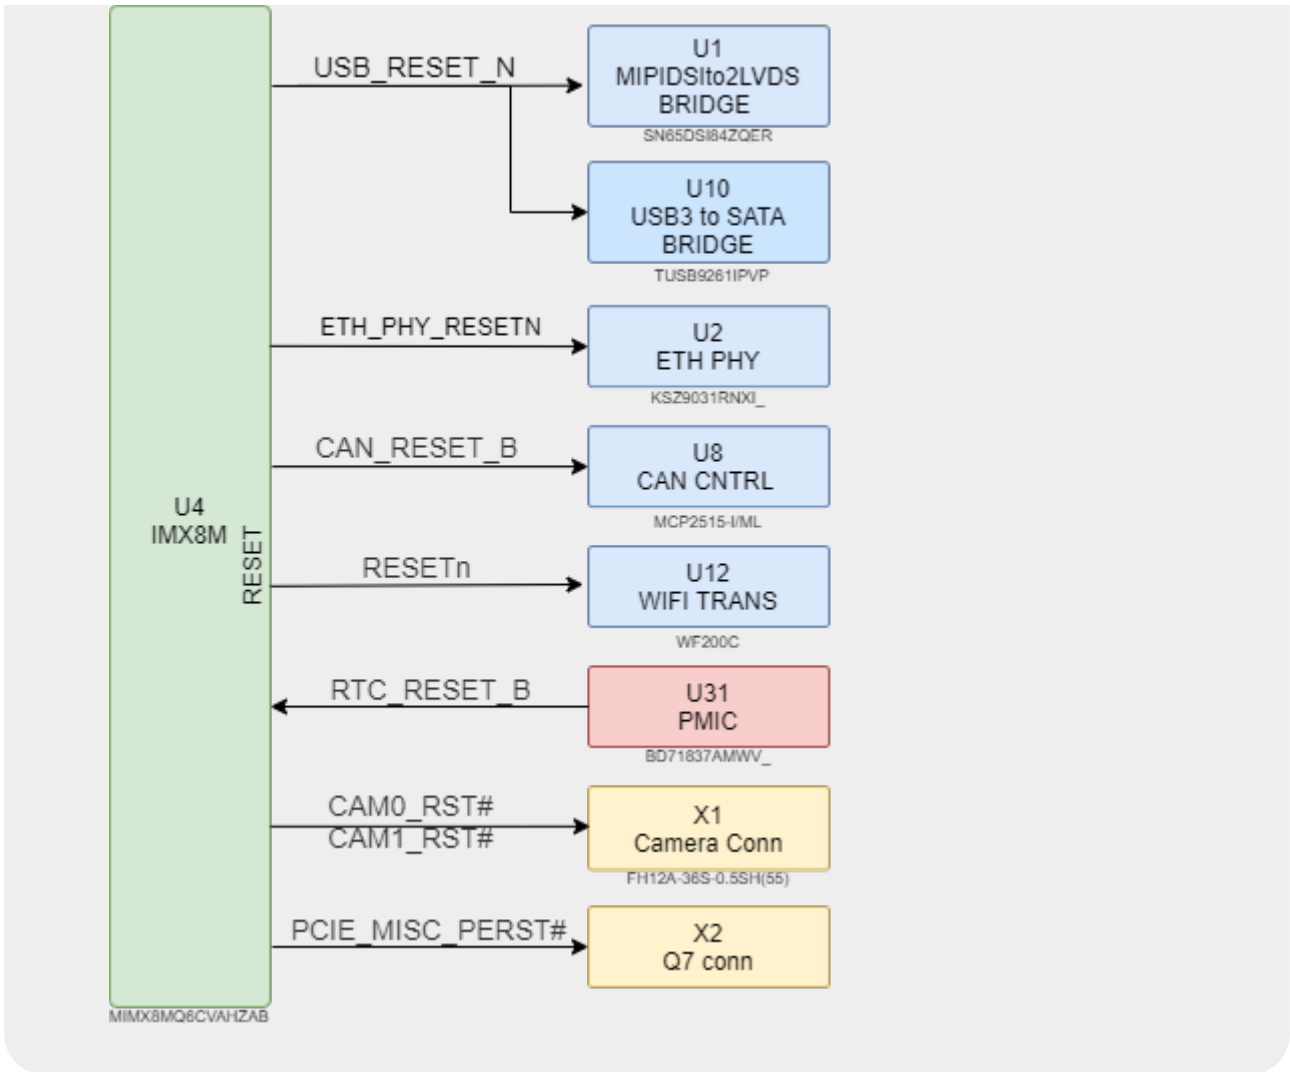 USB_RESET_N
U1
MIPIDSIto2LVDS
BRIDGE
SN65DSI84ZQER
U10
USB3 to SATA
BRIDGE
TUSB9261IPVP
ETH_PHY_RESETN
U2
ETH PHY
KSZ9031RNXI_
CAN_RESET_B
U8
CAN CNTRL
MCP2515-I/ML
U4
IMX8M
RESET
RESETn
U12
WIFI TRANS
WF200C
RTC_RESET_B
U31
PMIC
BD71837AMWV_
CAM0_RST#
CAM1_RST#
X1
Camera Conn
FH12A-36S-0.5SH(55)
PCIE_MISC_PERST#
X2
Q7 conn
MIMX8MQ6CVAHZAB